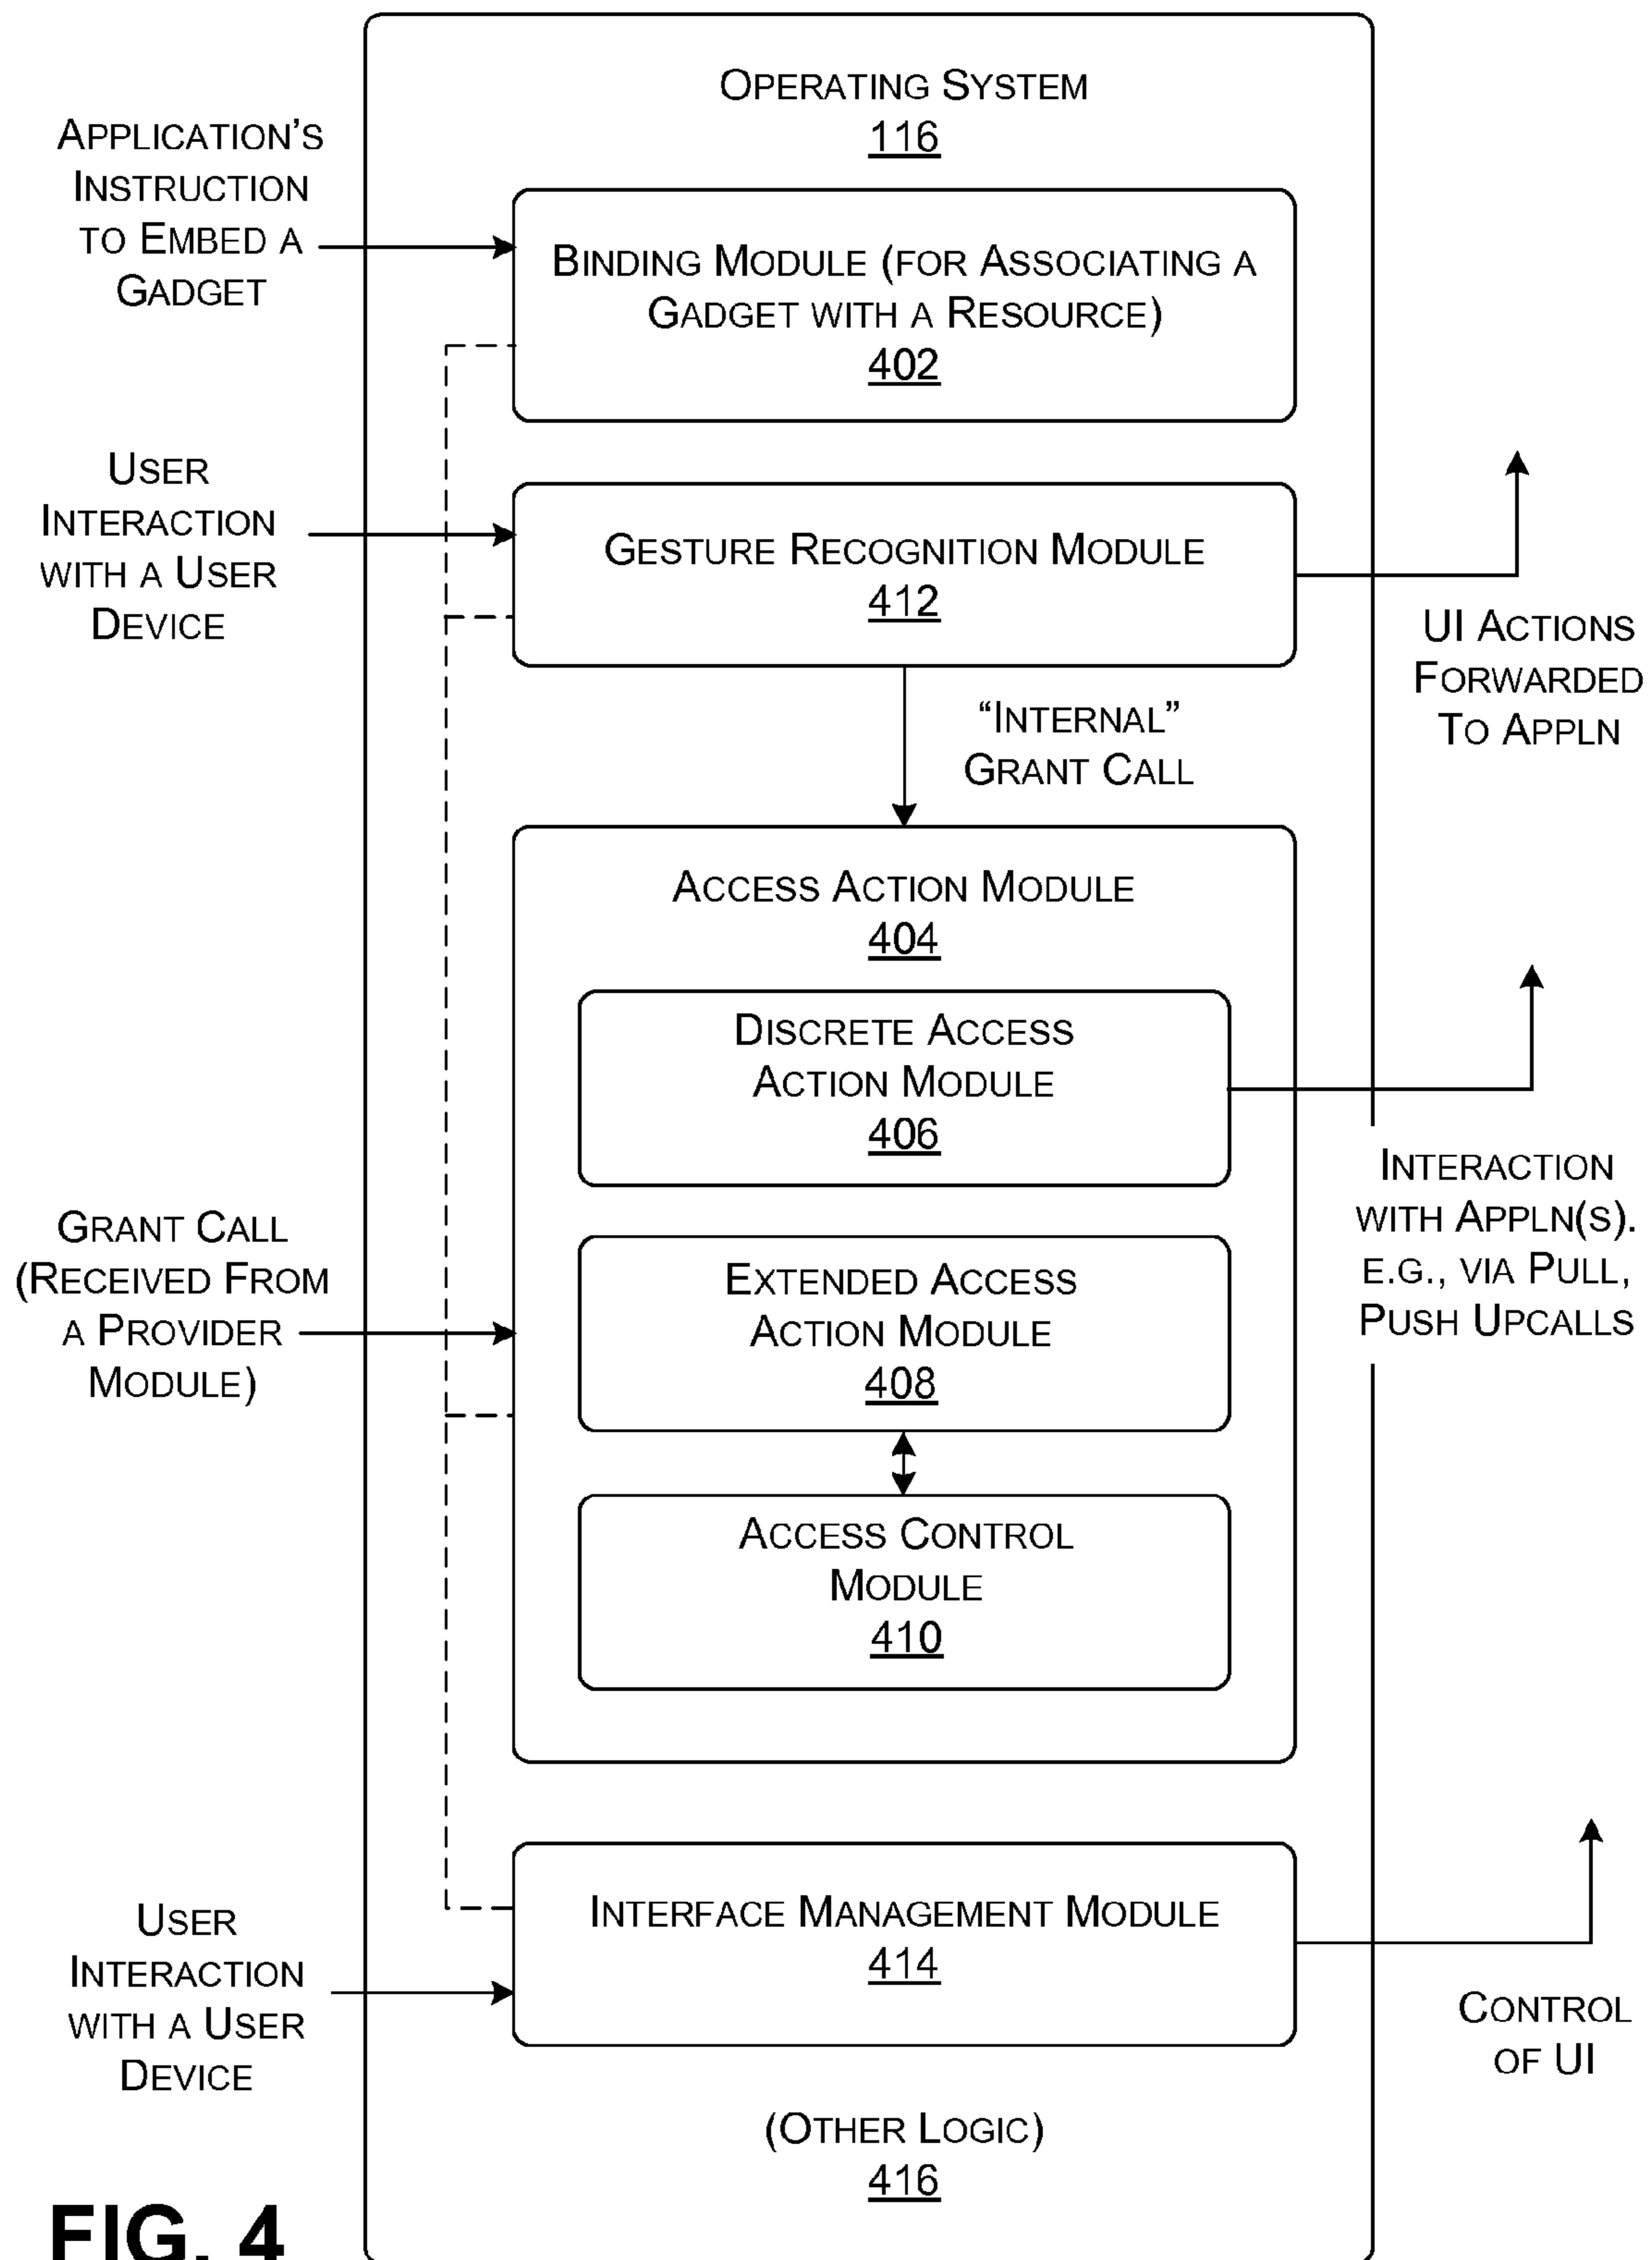 OPERATING SYSTEM
116
APPLICATION'S
INSTRUCTION
TO EMBED A
GADGET
BINDING MODULE (FOR ASSOCIATING A
GADGET WITH A RESOURCE)
402
USER
INTERACTION
WITH A USER
DEVICE
GESTURE RECOGNITION MODULE
412
UI ACTIONS
FORWARDED
TO APPLN
“INTERNAL”
GRANT CALL
ACCESS ACTION MODULE
404
DISCRETE ACCESS
ACTION MODULE
406
INTERACTION
WITH APPLN(S).
E.G., VIA PULL,
PUSH UPCALLS
GRANT CALL
(RECEIVED FROM
A PROVIDER
MODULE)
EXTENDED ACCESS
ACTION MODULE
408
ACCESS CONTROL
MODULE
410
USER
INTERACTION
WITH A USER
DEVICE
INTERFACE MANAGEMENT MODULE
414
CONTROL
OF UI
(OTHER LOGIC)
416
FIG. 4